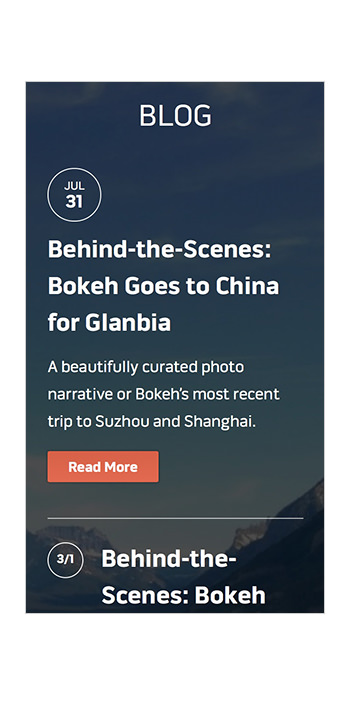 BLOG
JUL
31
Behind-the-Scenes:
Bokeh Goes to China
for Glanbia
A beautifully curated photo
narrative or Bokeh's most recent
trip to Suzhou and Shanghai.
Read More
3/1
Behind-the-
Scenes: Bokeh